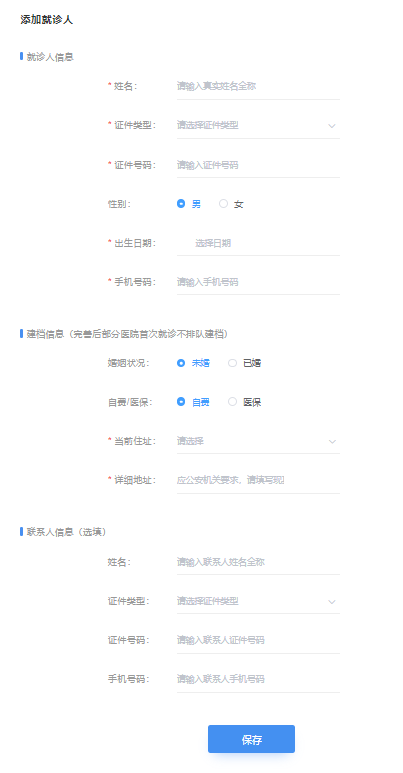 添加就诊人
就诊人信息
* 姓名： 请输入真实姓名全称
* 证件类型： 请选择证件类型
* 证件号码： 请输入证件号码
性别： 男 女
* 出生日期： 选择日期
* 手机号码： 请输入手机号码
建档信息（完善后部分医院首次就诊不排队建档）
婚姻状况： 未婚 已婚
自费/医保： 自费 医保
* 当前住址： 请选择
* 详细地址： 应公安机关要求，请填写现
联系人信息（选填）
姓名： 请输入联系人姓名全称
证件类型： 请选择证件类型
证件号码： 请输入联系人证件号码
手机号码： 请输入联系人手机号码
保存